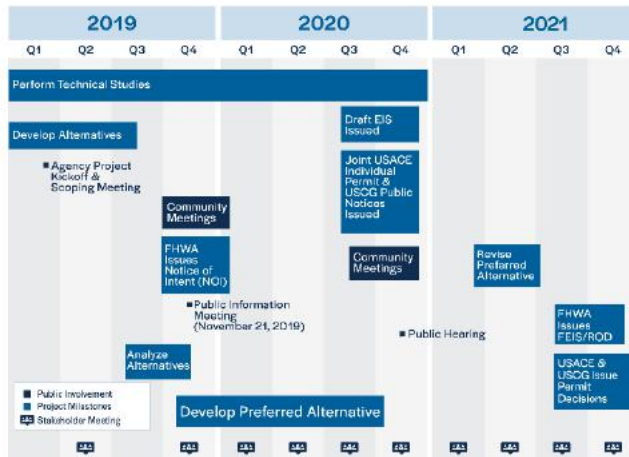 2019
2020
2021
Q1 Q2 Q3 Q4 Q1 Q2 Q3 Q4 Q1 Q2 Q3 Q4
Perform Technical Studies
Draft EIS
Issued
Develop Alternatives
Joint USACE
Individual
Permit &
USCG Public
Notices
Issued
Agency Project
Kickoff &
Scoping Meeting
Community
Meetings
FHWA
Issues
Notice of
Intent (NOI)
Community
Meetings
Revise
Preferred
Alternative
Public Information
Meeting
(November 21, 2019)
Public Hearing
FHWA
Issues
FEIS/ROD
Analyze
Alternatives
USACE &
USCG Issue
Permit
Decisions
Public Involvement
Project Milestones
Stakeholder Meeting
Develop Preferred Alternative